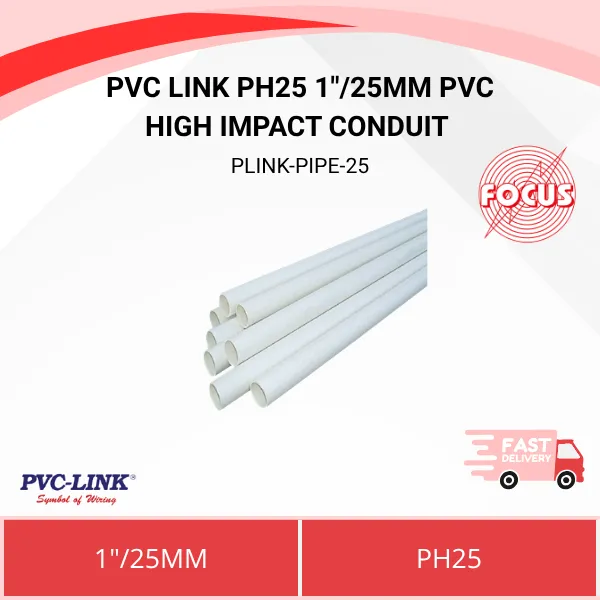 PVC LINK PH25 1"/25MM PVC
HIGH IMPACT CONDUIT
PLINK-PIPE-25
FOCUS
FAST
DELIVERY
PVC-LINK®
Symbol of Wiring
1"/25MM
PH25